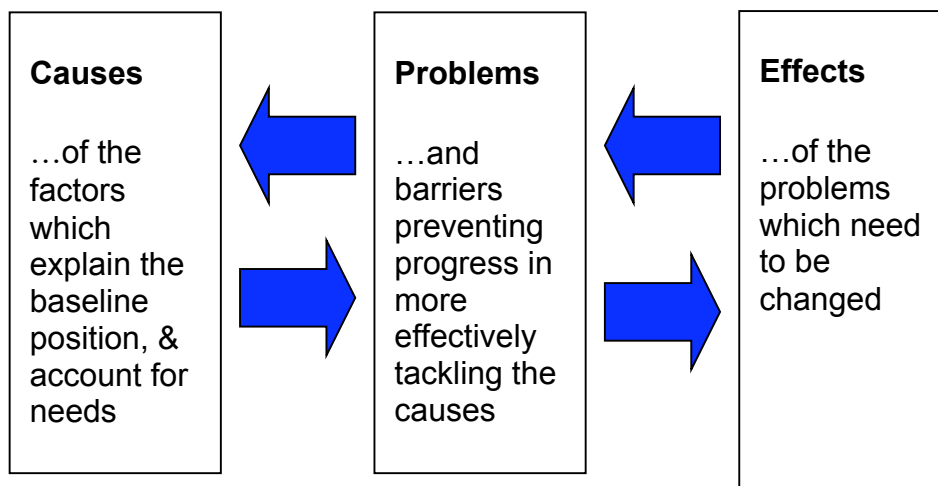 Causes
…of the
factors
which
explain the
baseline
position, &
account for
needs
Problems
…and
barriers
preventing
progress in
more
effectively
tackling the
causes
Effects
…of the
problems
which need
to be
changed